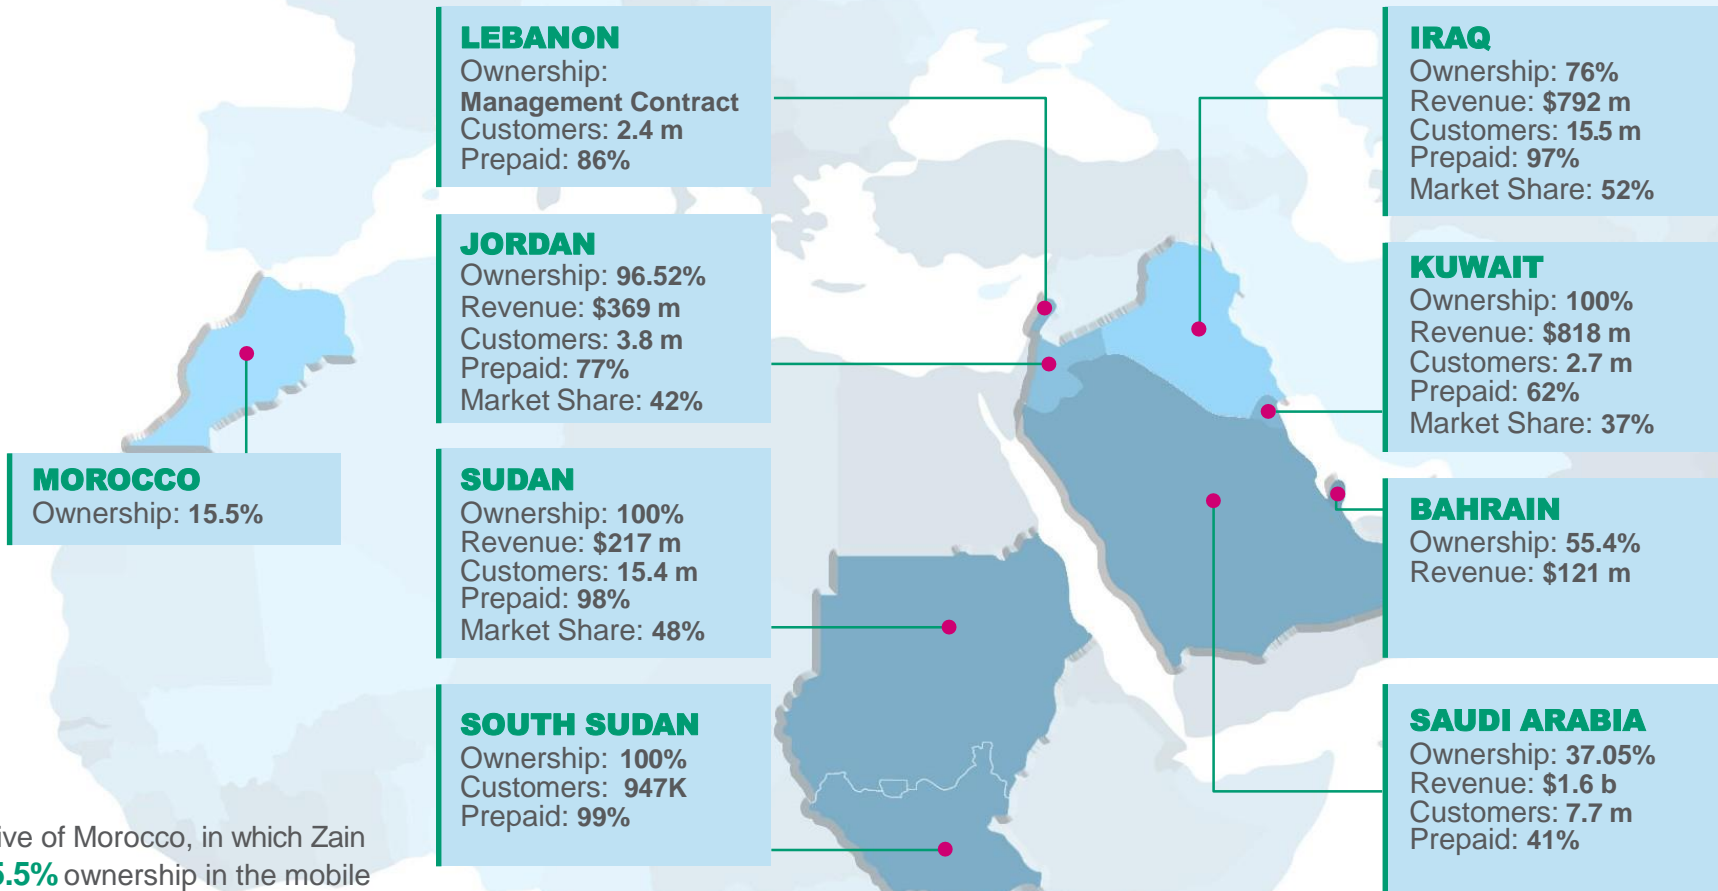 LEBANON
Ownership:
Management Contract
Customers: 2.4 m
Prepaid: 86%
JORDAN
Ownership: 96.52%
Revenue: $369 m
Customers: 3.8 m
Prepaid: 77%
Market Share: 42%
MOROCCO
Ownership: 15.5%
SUDAN
Ownership: 100%
Revenue: $217 m
Customers: 15.4 m
Prepaid: 98%
Market Share: 48%
SOUTH SUDAN
Ownership: 100%
Customers: 947K
Prepaid: 99%
of Morocco, in which Zain
ownership in the mobile
IRAQ
Ownership: 76%
Revenue: $792 m
Customers: 15.5 m
Prepaid: 97%
Market Share: 52%
KUWAIT
Ownership: 100%
Revenue: $818 m
Customers: 2.7 m
Prepaid: 62%
Market Share: 37%
BAHRAIN
Ownership: 55.4%
Revenue: $121 m
SAUDI ARABIA
Ownership: 37.05%
Revenue: $1.6 b
Customers: 7.7 m
Prepaid: 41%